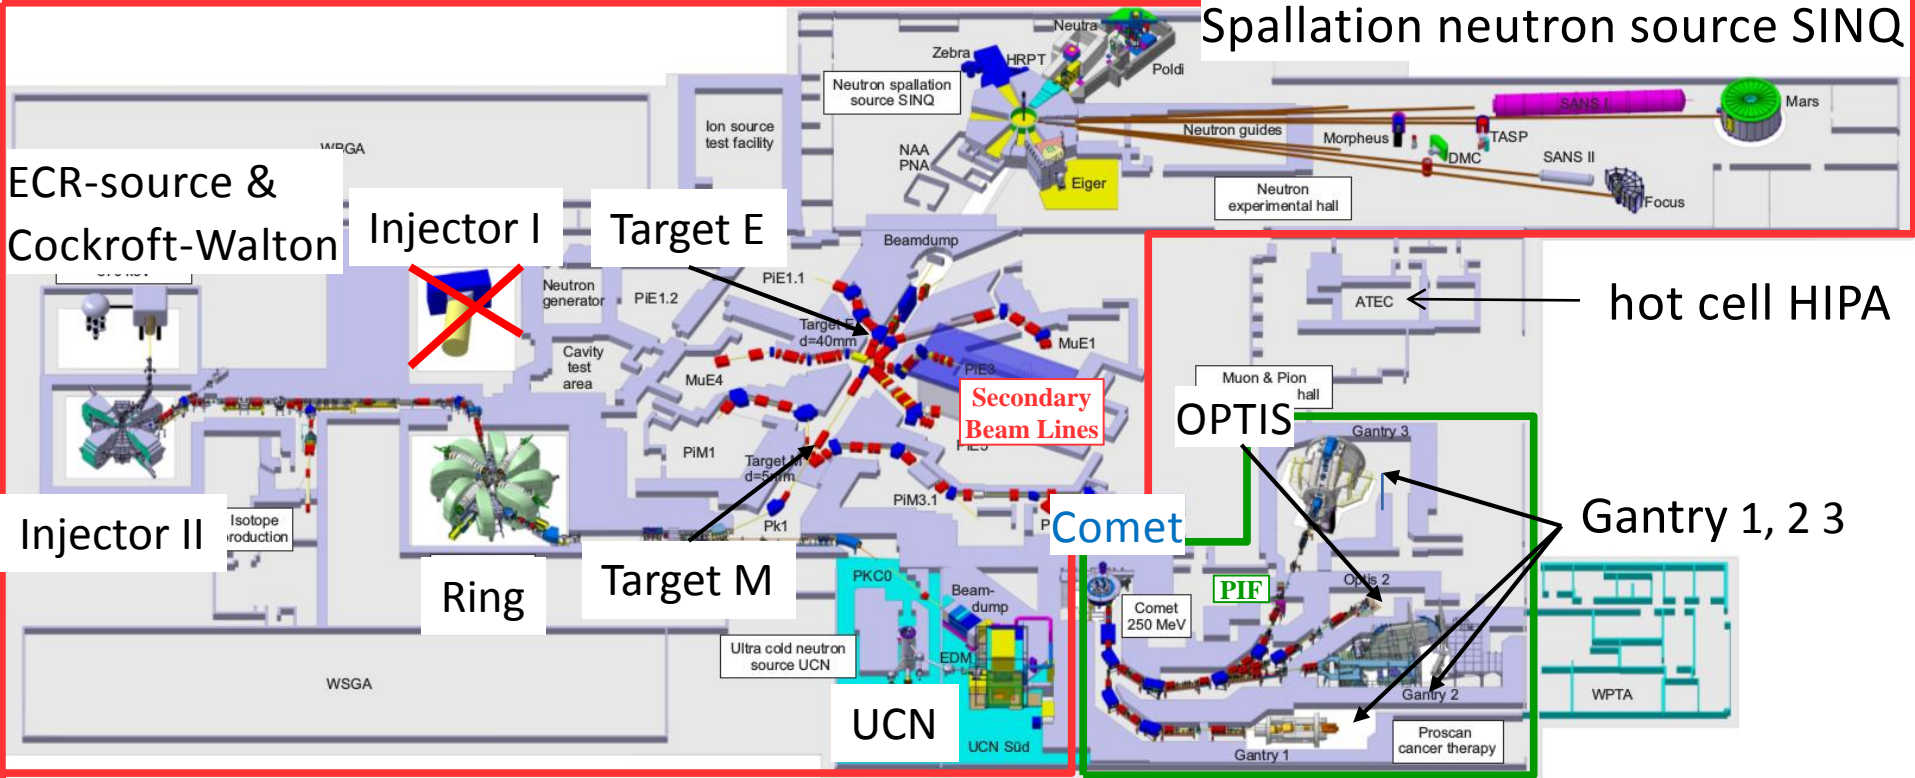 Spallation neutron source SINQ
Neutra
Zebra
HRPT
Poldi
Neutron spallation
source SINQ
SANS I
Mars
Ion source
test facility
Neutron guides
Morpheus
TASP
NAA
PNA
DMC
SANS II
Eiger
Neutron
experimental hall
Focus
ECR-source &
Cockroft-Walton
Injector I
Target E
Beamdump
PiE1.1
Neutron
generator
PiE1.2
ATEC
hot cell HIPA
Target E
d=40mm
MuE1
Cavity
test
area
PiE3
MuE4
Secondary
Beam Lines
Muon & Pion
hall
OPTIS
Gantry 3
PiM1
Target M
d=5mm
PiM3.1
Injector II
Isotope
production
Pk1
Comet
Gantry 1, 2 3
Ring
Target M
PKC0
Beam-
dump
PIF
Optis 2
Comet
250 MeV
Ultra cold neutron
source UCN
EDM
WSGA
UCN
UCN Süd
Gantry 2
WPTA
Proscan
cancer therapy
Gantry 1